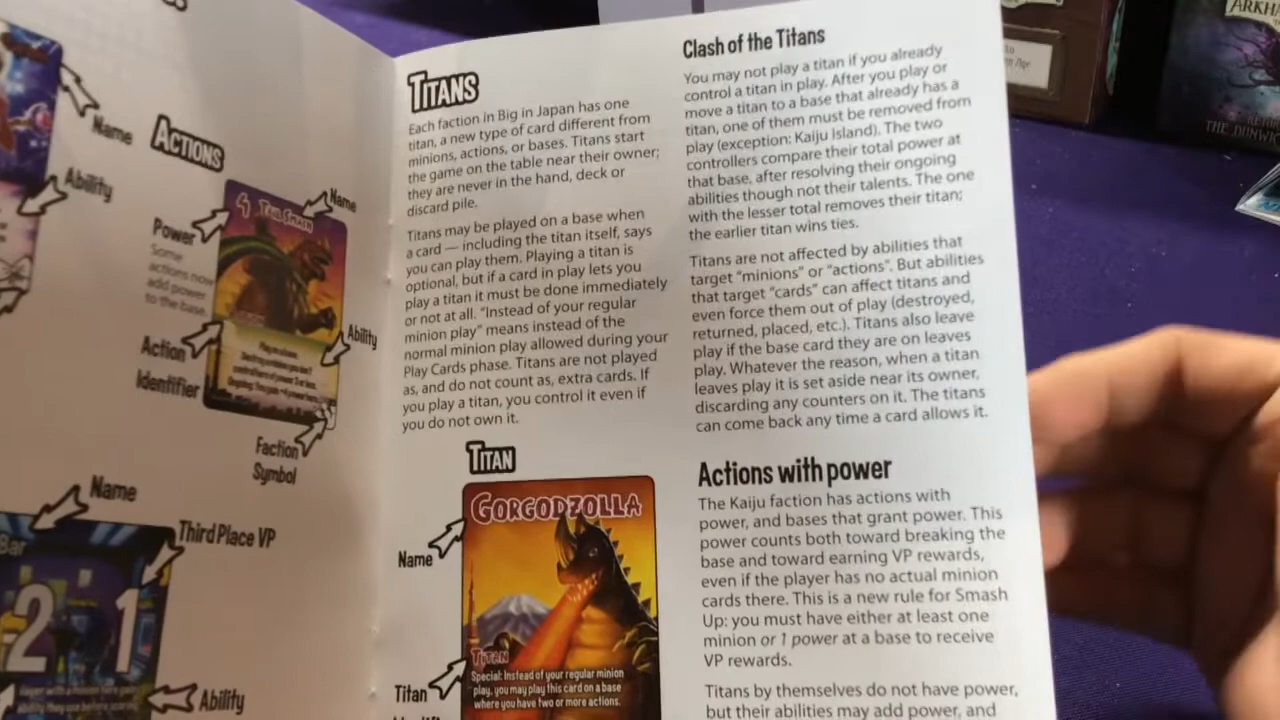 Name
Ability
ACTIONS
Power
Some
actions now
add power
to the base.
4 TAIL SMASH
Name
Action
Identifier
Ability
Faction
Symbol
Name
Third Place VP
Bar
2 1
Ability
TITANS
Each faction in Big in Japan has one
titan, a new type of card different from
minions, actions, or bases. Titans start
the game on the table near their owner;
they are never in the hand, deck or
discard pile.
Titans may be played on a base when
a card — including the titan itself, says
you can play them. Playing a titan is
optional, but if a card in play lets you
play a titan it must be done immediately
or not at all. “Instead of your regular
minion play” means instead of the
normal minion play allowed during your
Play Cards phase. Titans are not played
as, and do not count as, extra cards. If
you play a titan, you control it even if
you do not own it.
TITAN
Name
GORGODZOLLA
TITAN
Special: Instead of your regular minion
play, you may play this card on a base
where you have two or more actions.
Titan
Clash of the Titans
You may not play a titan if you already
control a titan in play. After you play or
move a titan to a base that already has a
titan, one of them must be removed from
play (exception: Kaiju Island). The two
controllers compare their total power at
that base, after resolving their ongoing
abilities though not their talents. The one
with the lesser total removes their titan;
the earlier titan wins ties.
Titans are not affected by abilities that
target “minions” or “actions”. But abilities
that target “cards” can affect titans and
even force them out of play (destroyed,
returned, placed, etc.). Titans also leave
play if the base card they are on leaves
play. Whatever the reason, when a titan
leaves play it is set aside near its owner,
discarding any counters on it. The titans
can come back any time a card allows it.
Actions with power
The Kaiju faction has actions with
power, and bases that grant power. This
power counts both toward breaking the
base and toward earning VP rewards,
even if the player has no actual minion
cards there. This is a new rule for Smash
Up: you must have either at least one
minion or 1 power at a base to receive
VP rewards.
Titans by themselves do not have power,
but their abilities may add power, and
ARKHA
THE DUNW